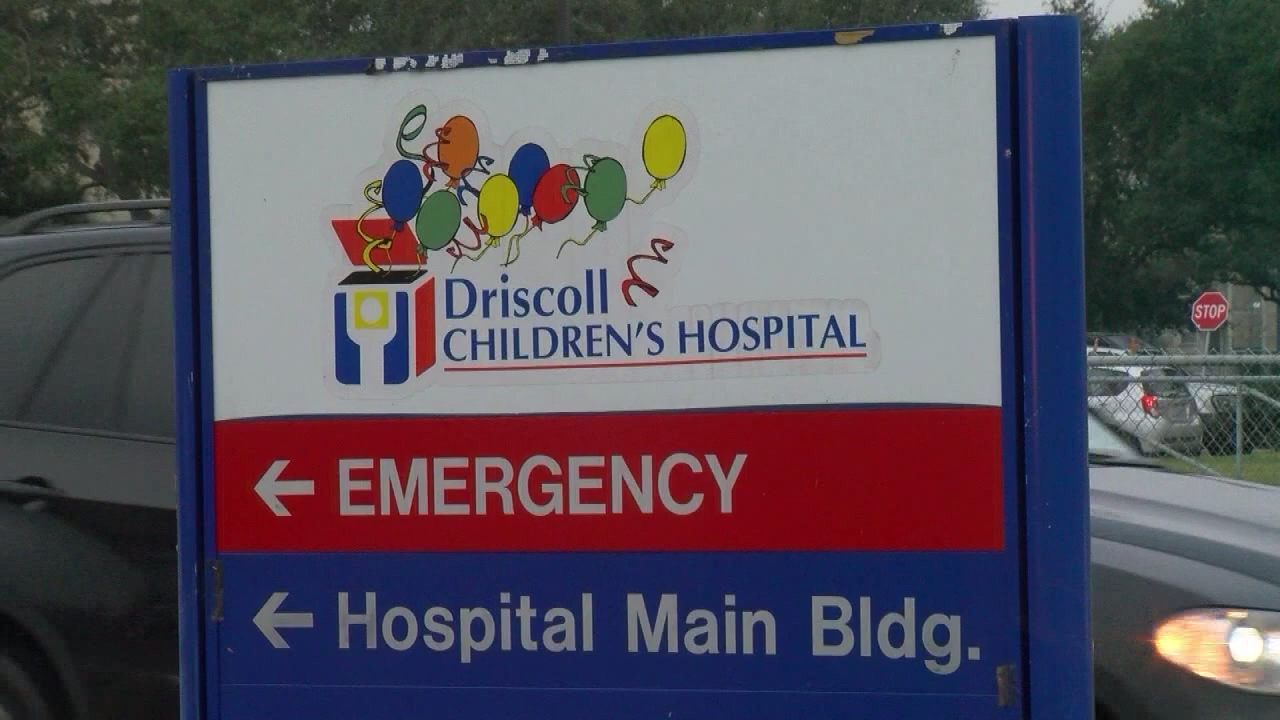 Driscoll
CHILDREN'S HOSPITAL
← EMERGENCY
← Hospital Main Bldg.
STOP